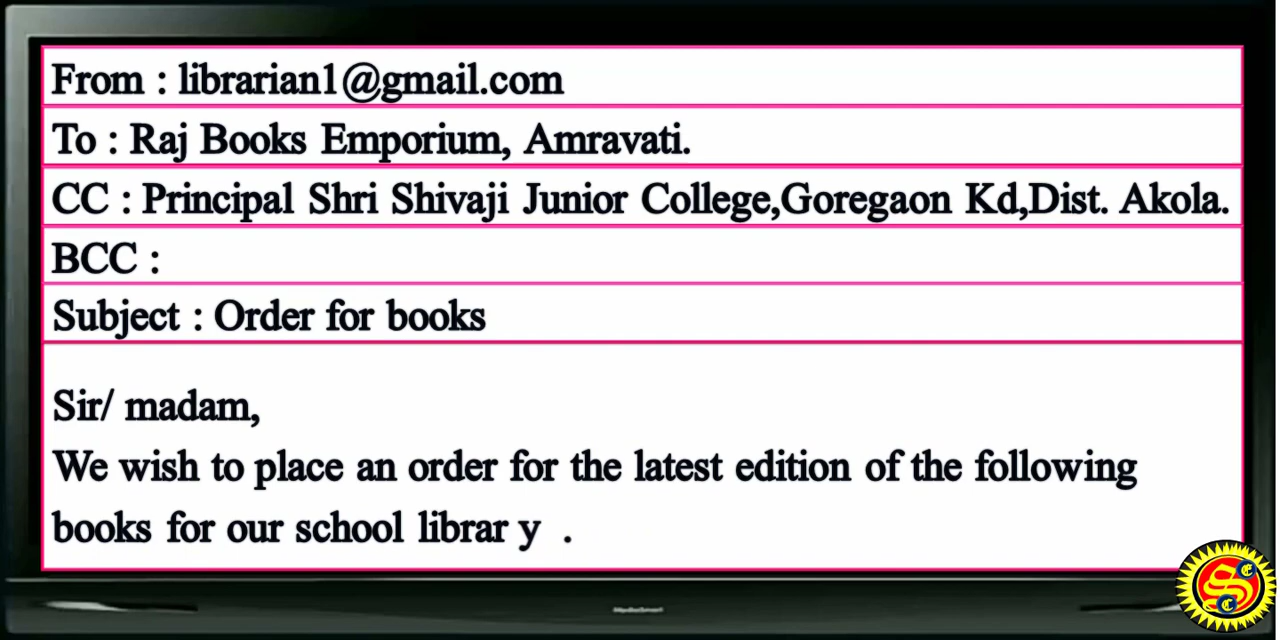 From : librarian1@gmail.com
To : Raj Books Emporium, Amravati.
CC : Principal Shri Shivaji Junior College,Goregaon Kd,Dist. Akola.
BCC :
Subject : Order for books
Sir/ madam,
We wish to place an order for the latest edition of the following
books for our school librar y .